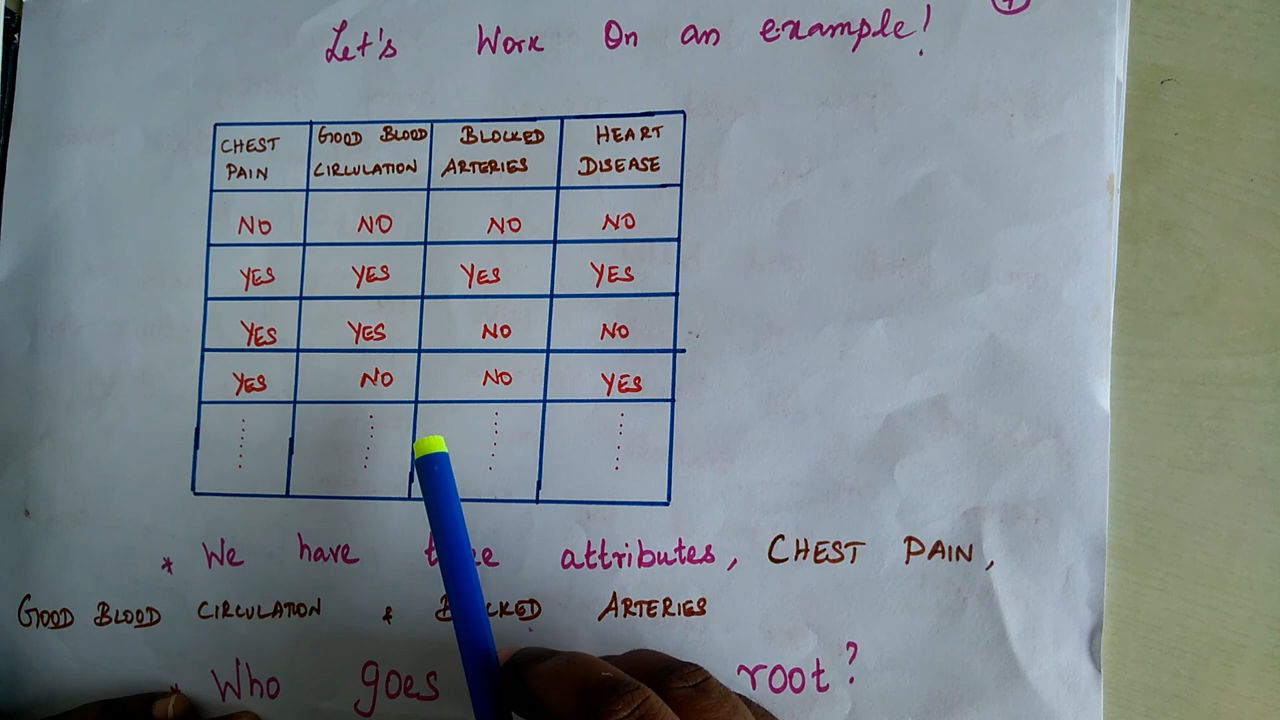 Let's Work On an example!
CHEST PAIN | GOOD BLOOD CIRCULATION | BLOCKED ARTERIES | HEART DISEASE
NO | NO | NO | NO
YES | YES | YES | YES
YES | YES | NO | NO
YES | NO | NO | YES
* We have attributes, CHEST PAIN,
GOOD BLOOD CIRCULATION & ARTERIES
* Who goes root?